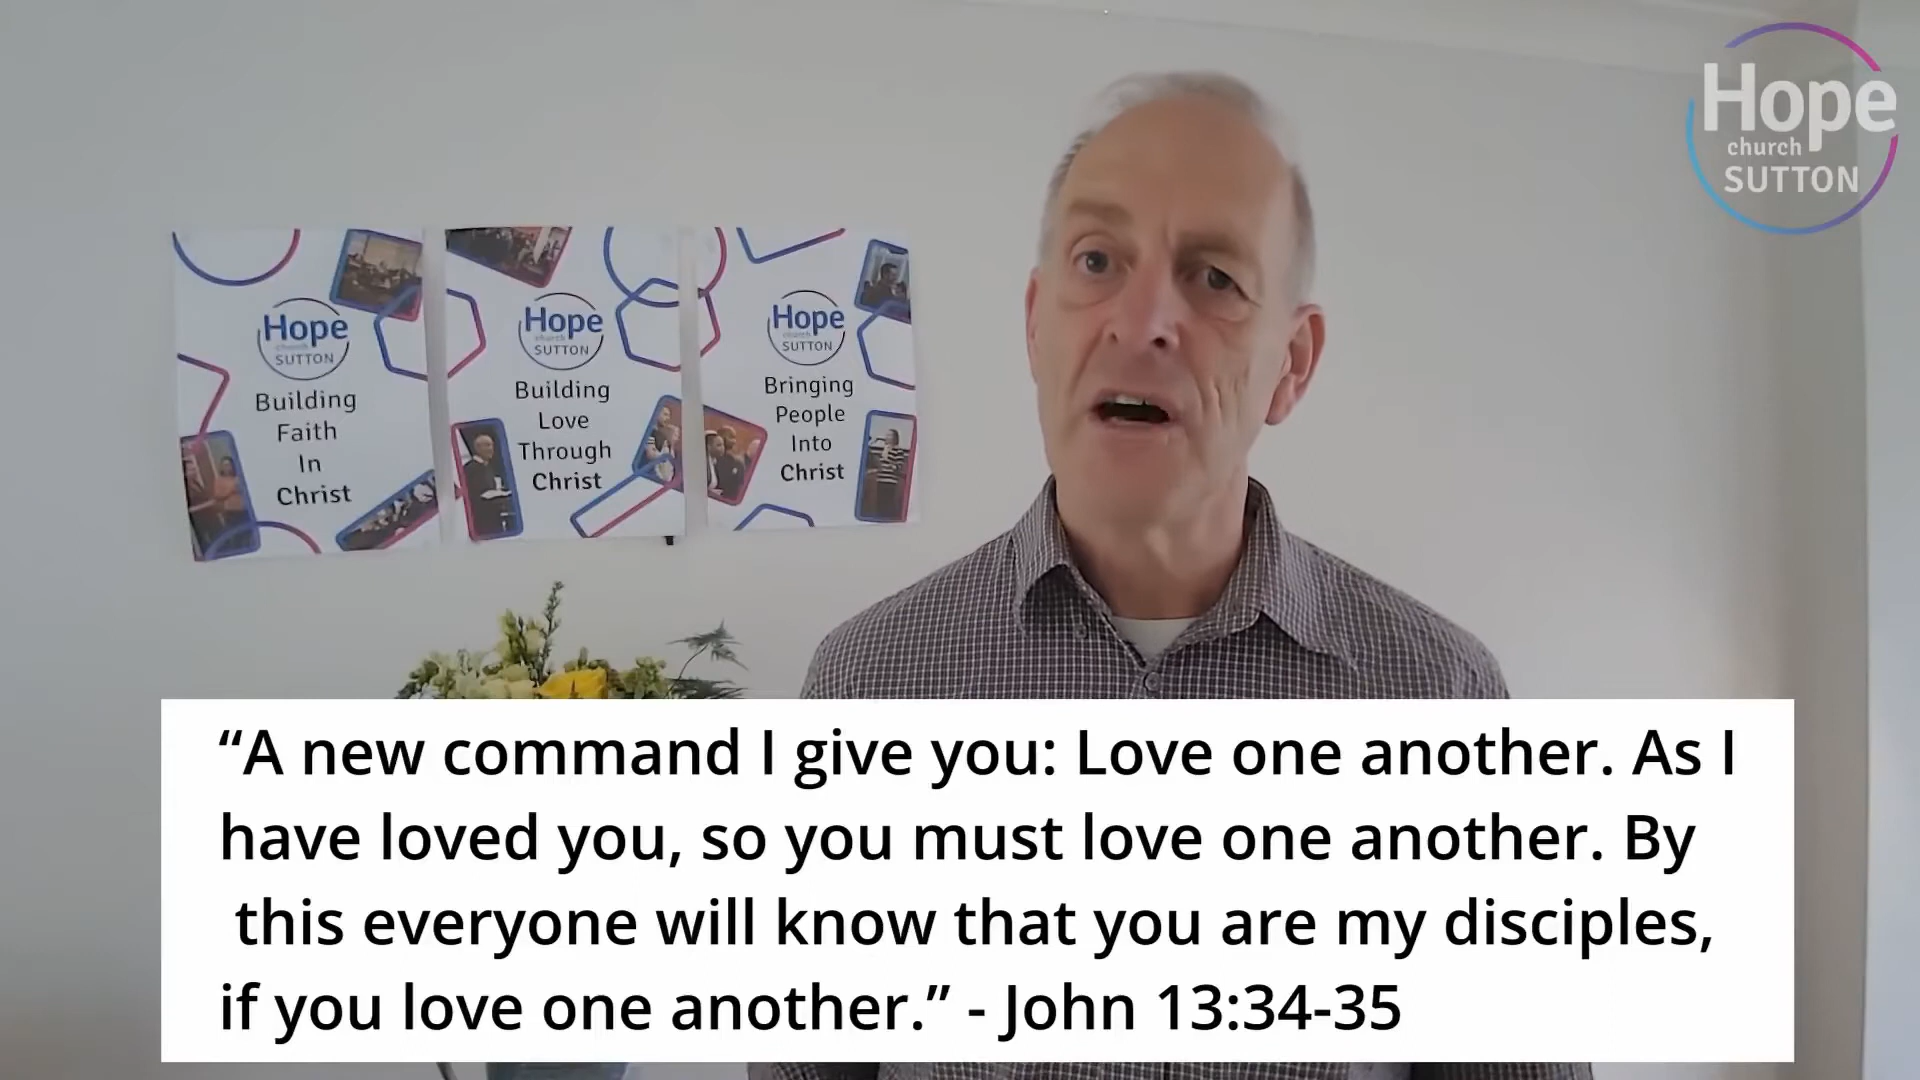 Hope
church
SUTTON
Hope
church
SUTTON
Building
Faith
In
Christ
Hope
church
SUTTON
Building
Love
Through
Christ
Hope
church
SUTTON
Bringing
People
Into
Christ
“A new command I give you: Love one another. As I
have loved you, so you must love one another. By
this everyone will know that you are my disciples,
if you love one another.” - John 13:34-35